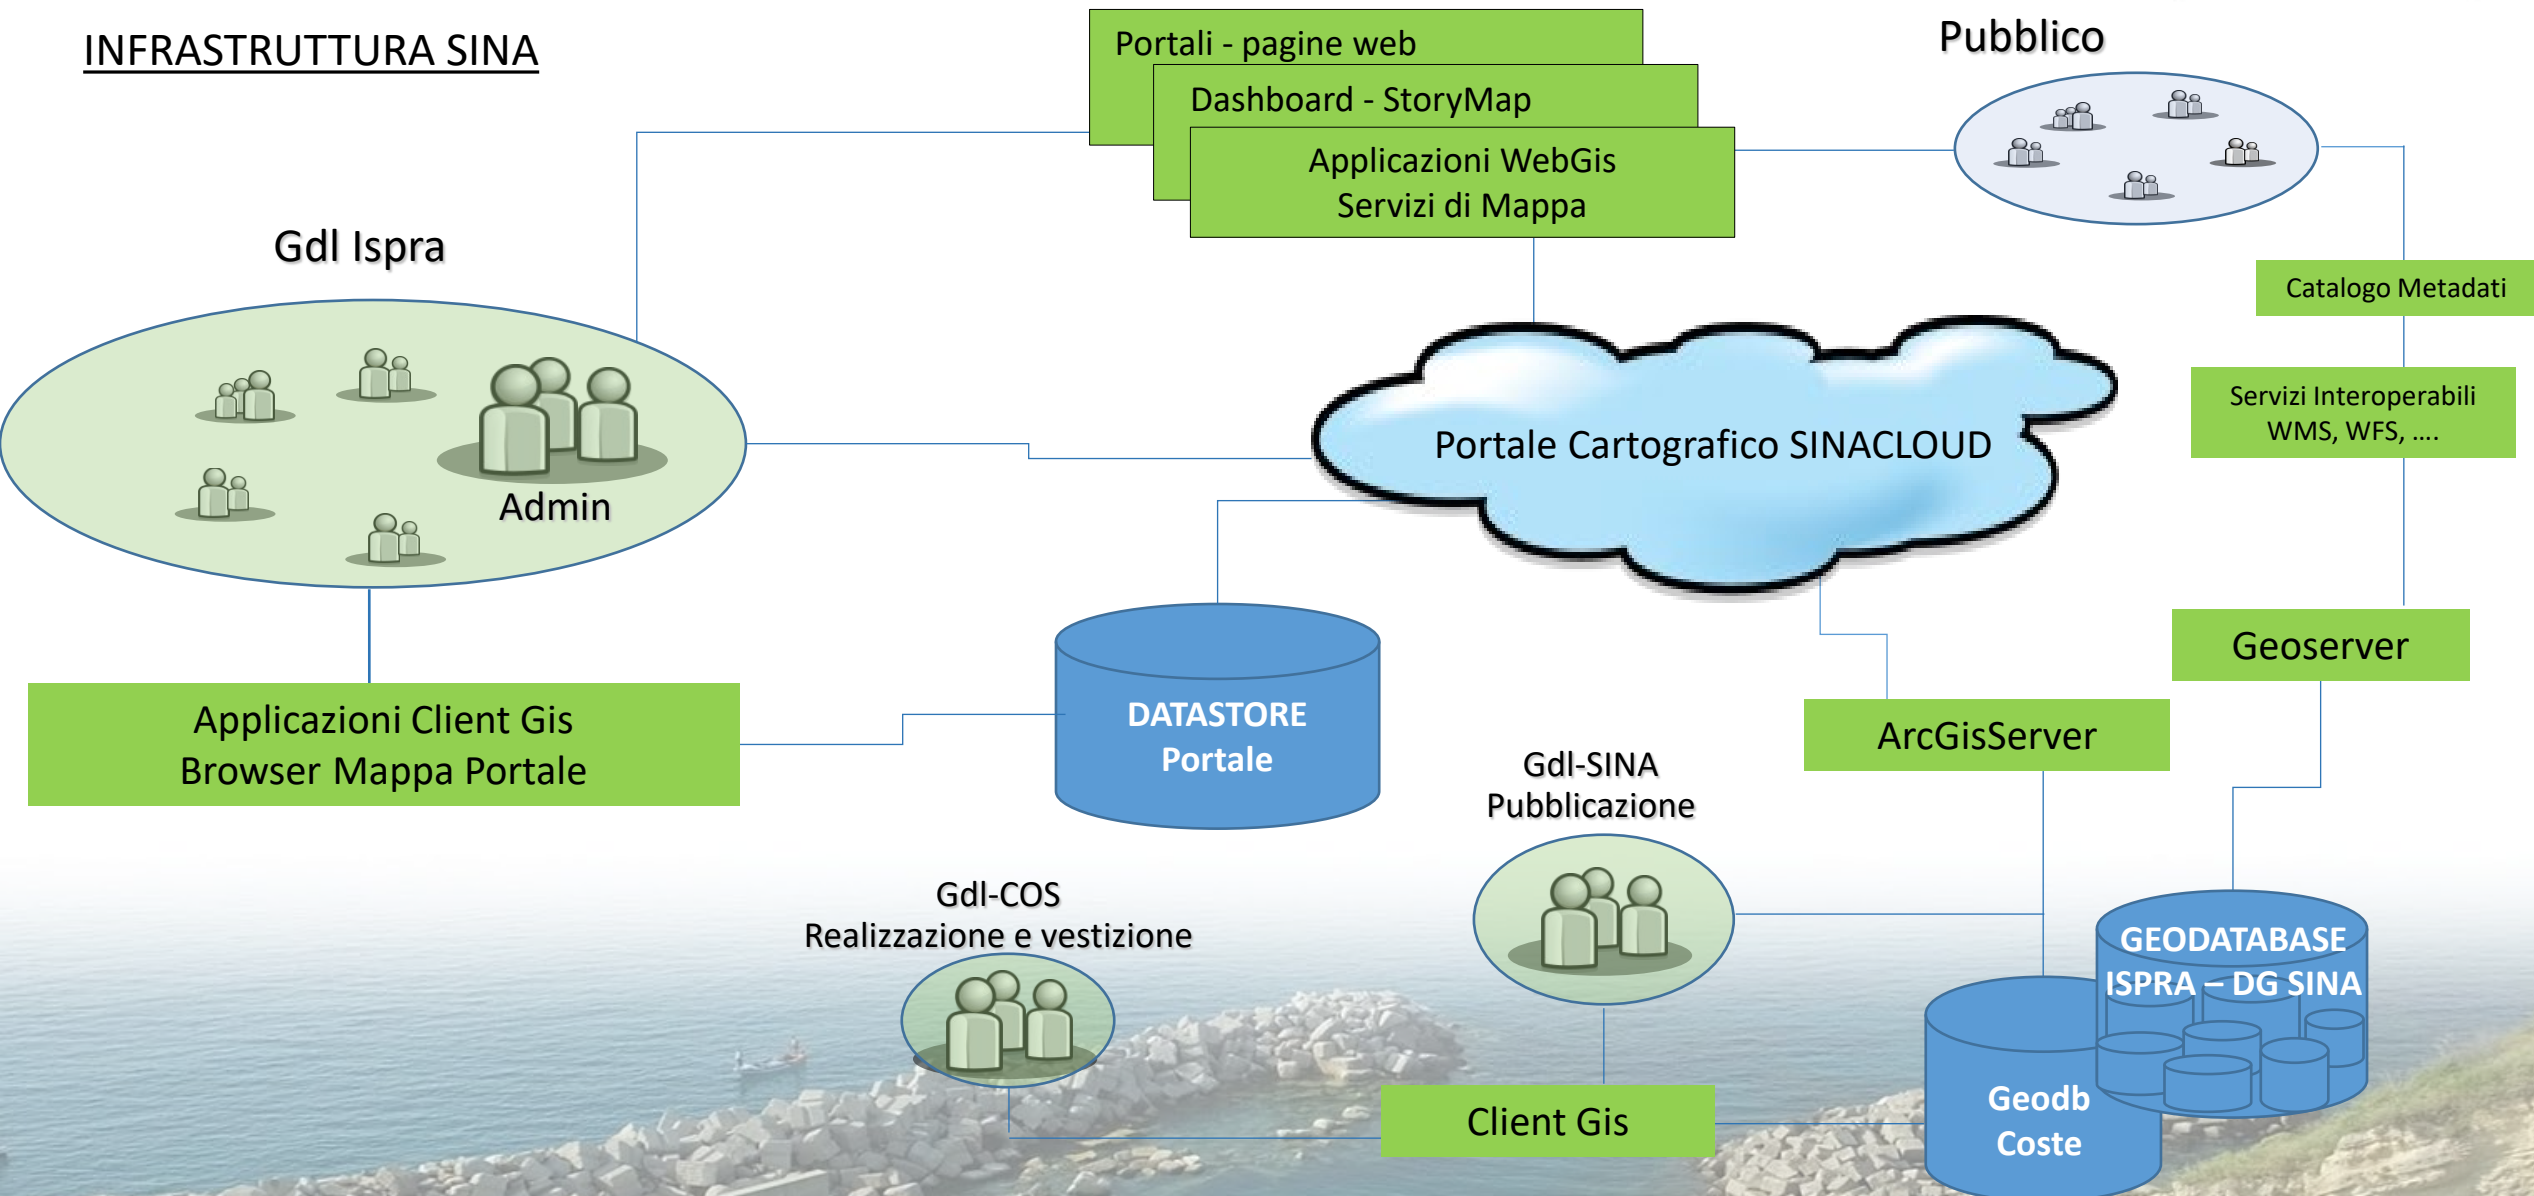 INFRASTRUTTURA SINA
Portali - pagine web
Dashboard - StoryMap
Applicazioni WebGis
Servizi di Mappa
Pubblico
Gdl Ispra
Admin
Catalogo Metadati
Servizi Interoperabili
WMS, WFS, ....
Portale Cartografico SINACLOUD
Geoserver
Applicazioni Client Gis
Browser Mappa Portale
DATASTORE
Portale
ArcGisServer
Gdl-SINA
Pubblicazione
Gdl-COS
Realizzazione e vestizione
GEODATABASE
ISPRA – DG SINA
Client Gis
Geodb
Coste